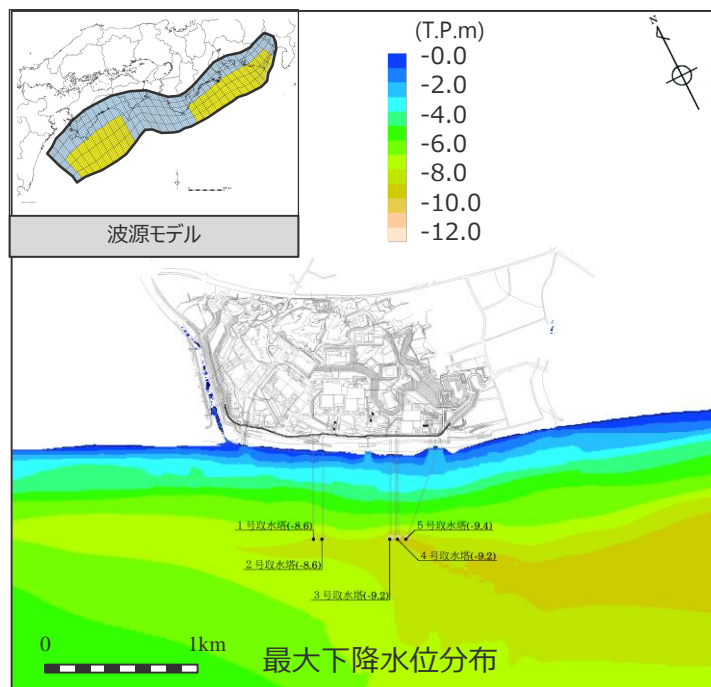 波源モデル
(T.P.m)
-0.0
-2.0
-4.0
-6.0
-8.0
-10.0
-12.0
N
1号取水塔(-8.6)
2号取水塔(-8.6)
3号取水塔(-9.2)
4号取水塔(-9.2)
5号取水塔(-9.4)
0 1km
最大下降水位分布